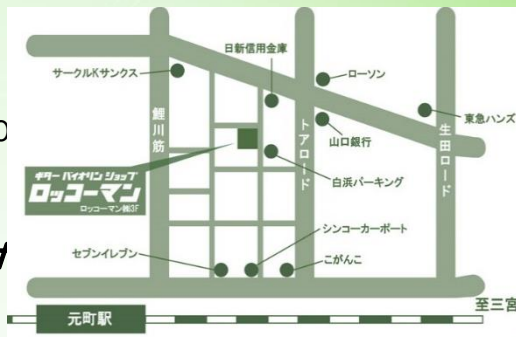 日新信用金庫
サークルKサンクス
ローソン
東急ハンズ
鯉川筋
トアロード
生田ロード
山口銀行
ギター バイオリン ショップ
ロッコーマン
ロッコーマン㈱3F
白浜パーキング
シンコーカーポート
セブンイレブン
こがんこ
至三宮
元町駅